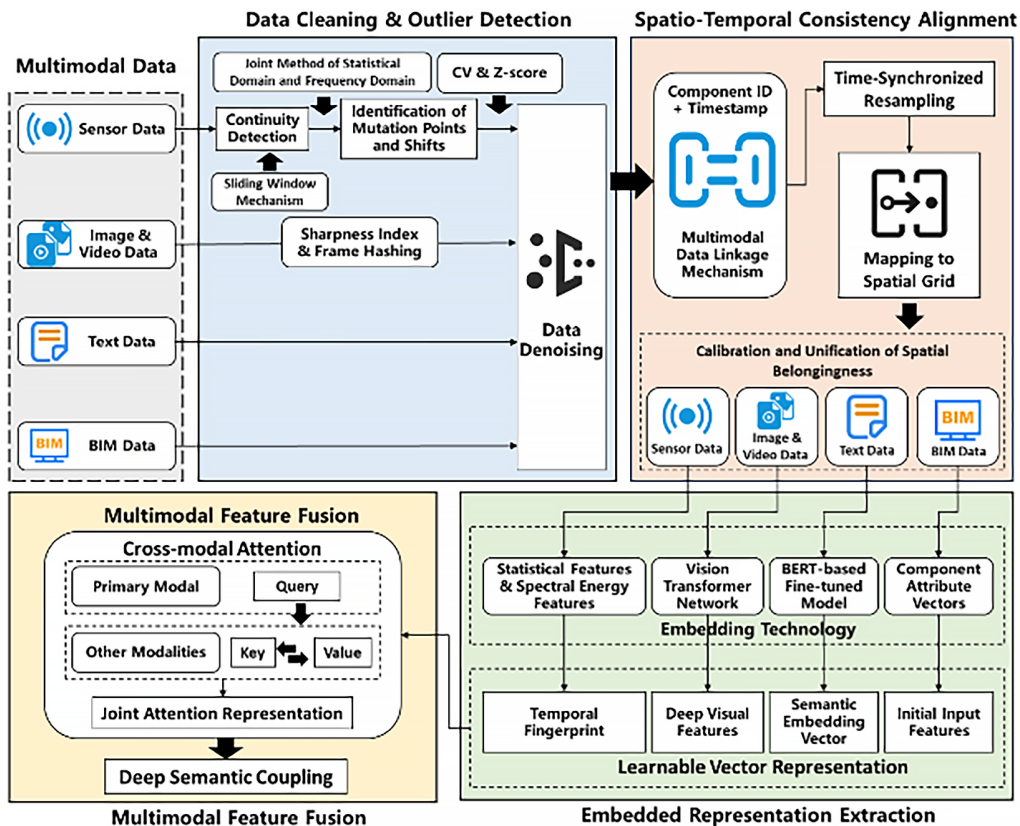 Data Cleaning & Outlier Detection
Spatio-Temporal Consistency Alignment
Multimodal Data
Sensor Data
Image &
Video Data
Text Data
BIM
BIM Data
Joint Method of Statistical
Domain and Frequency Domain
CV & Z-score
Continuity
Detection
Identification of
Mutation Points
and Shifts
Sliding Window
Mechanism
Sharpness Index
& Frame Hashing
Data
Denoising
Component ID
+ Timestamp
Multimodal
Data Linkage
Mechanism
Time-Synchronized
Resampling
Mapping to
Spatial Grid
Calibration and Unification of Spatial
Belongingness
Sensor Data
Image &
Video Data
Text Data
BIM
BIM Data
Multimodal Feature Fusion
Cross-modal Attention
Primary Modal
Query
Other Modalities
Key
Value
Joint Attention Representation
Deep Semantic Coupling
Multimodal Feature Fusion
Statistical Features
& Spectral Energy
Features
Vision
Transformer
Network
BERT-based
Fine-tuned
Model
Component
Attribute
Vectors
Embedding Technology
Temporal
Fingerprint
Deep Visual
Features
Semantic
Embedding
Vector
Initial Input
Features
Learnable Vector Representation
Embedded Representation Extraction